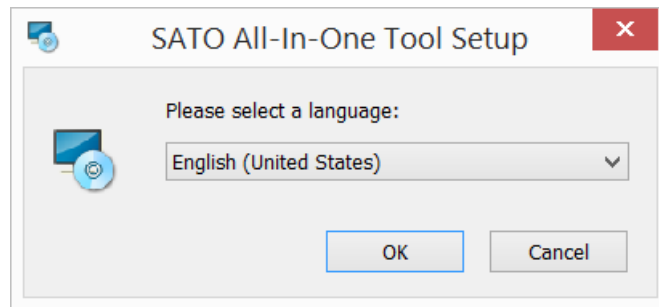 SATO All-In-One Tool Setup
Please select a language:
English (United States)
OK
Cancel